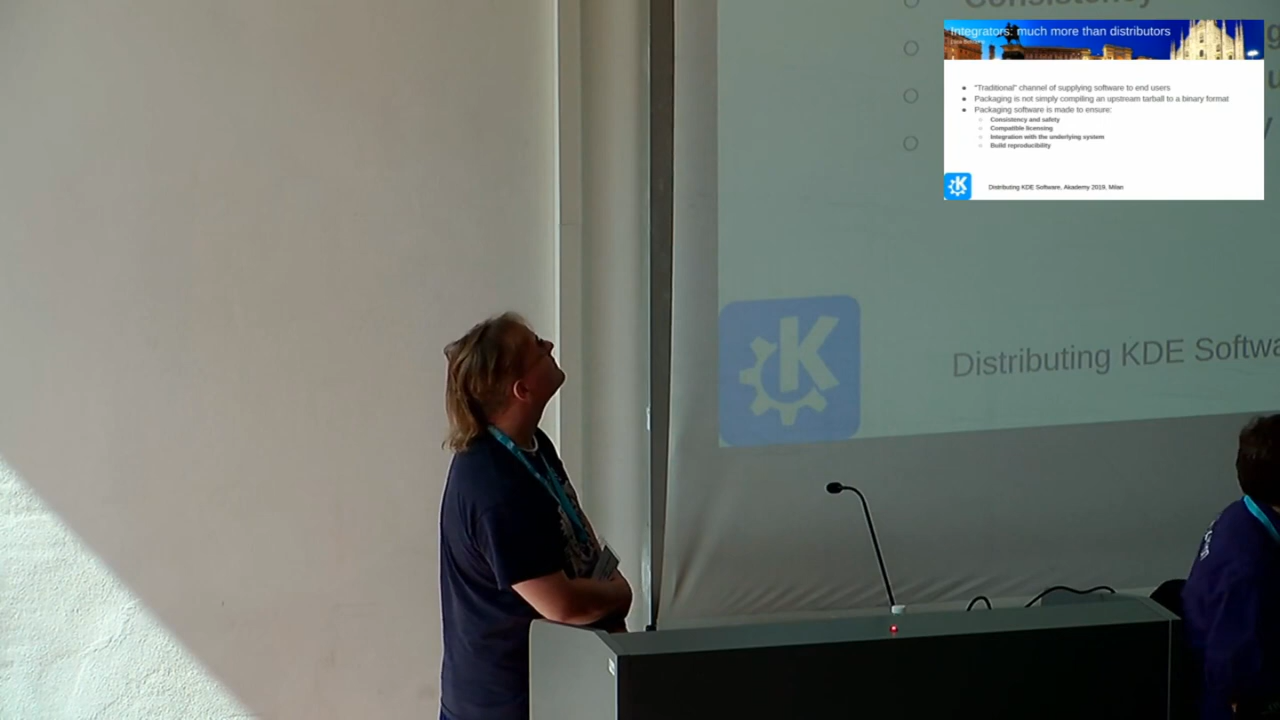 Consistency
Integrators: much more than distributors
"Traditional" channel of supplying software to end users
Packaging is not simply compiling an upstream tarball to a binary format
Packaging software is made to ensure:
Consistency and safety
Compatible licensing
Integration with the underlying system
Build reproducibility
K
Distributing KDE Software, Akademy 2019, Milan
K
Distributing KDE Softwa